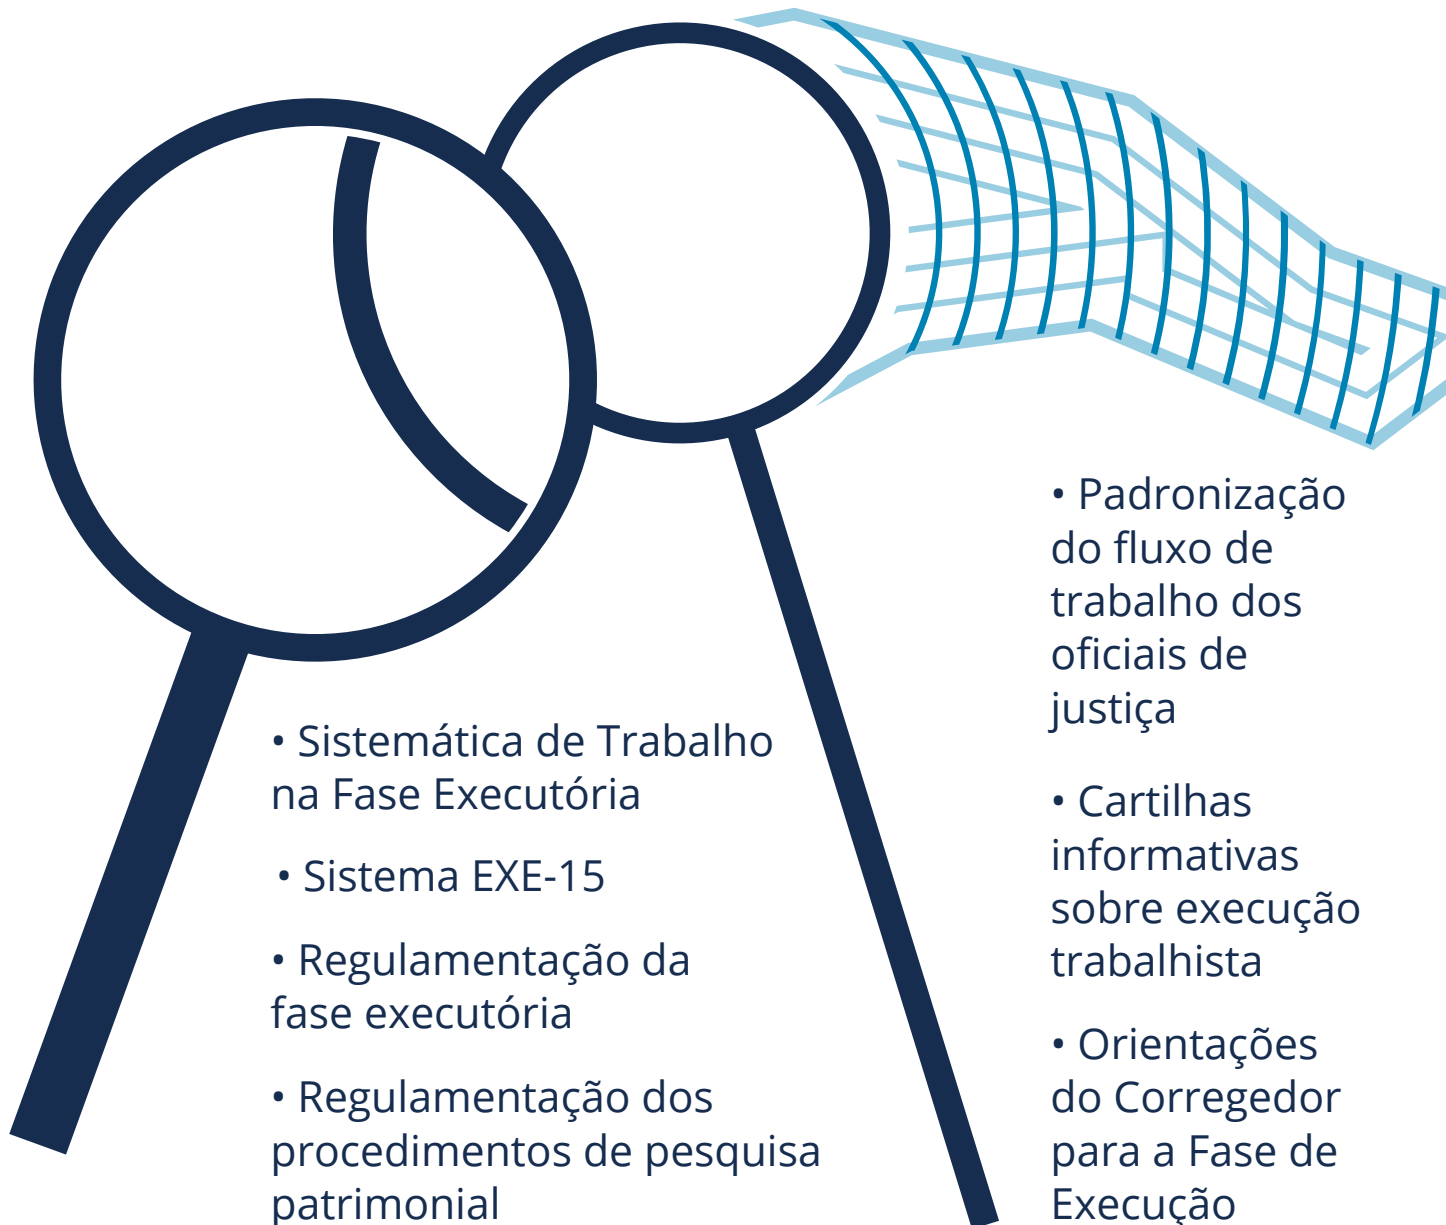 • Sistemática de Trabalho
na Fase Executória
• Sistema EXE-15
• Regulamentação da
fase executória
• Regulamentação dos
procedimentos de pesquisa
patrimonial
• Padronização
do fluxo de
trabalho dos
oficiais de
justiça
• Cartilhas
informativas
sobre execução
trabalhista
• Orientações
do Corregedor
para a Fase de
Execução